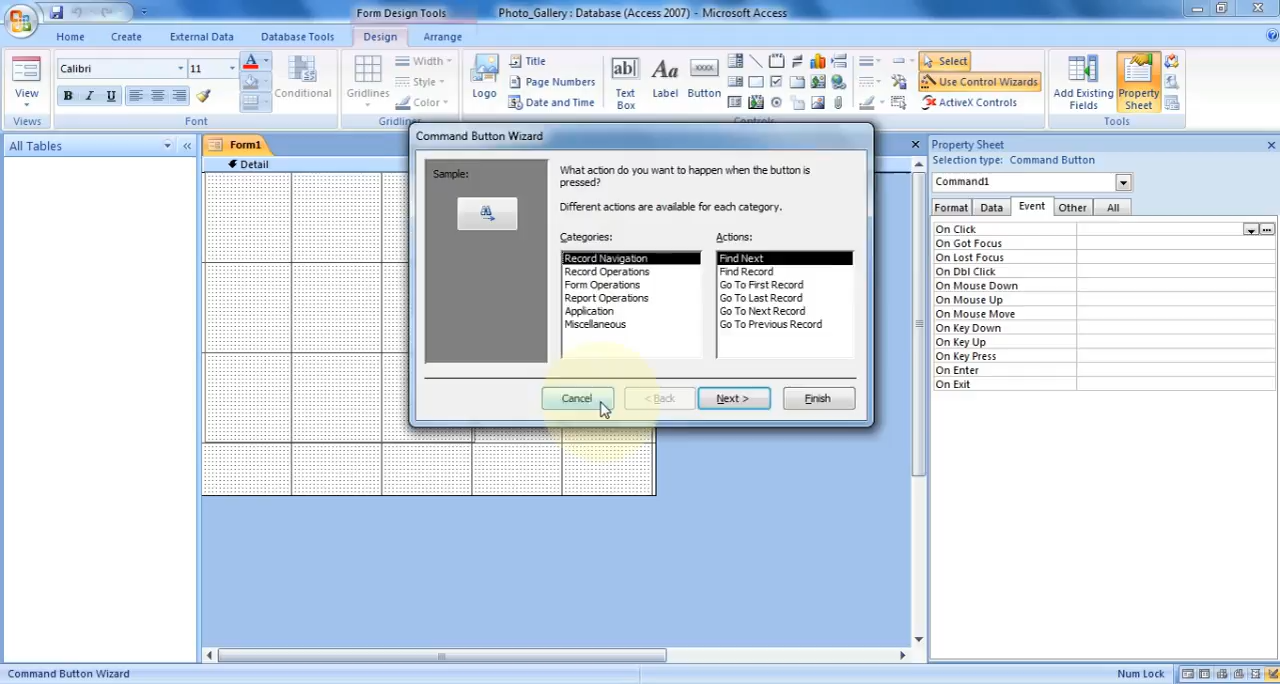 Form Design Tools
Photo_Gallery : Database (Access 2007) - Microsoft Access
Home Create External Data Database Tools Design Arrange
View
Views
Calibri 11
B I U
Conditional
Font
Gridlines
Width
Style
Color
Gridlines
Logo
Title
Page Numbers
Date and Time
ab|
Text Box
Aa
Label
XXXX
Button
Controls
Select
Use Control Wizards
ActiveX Controls
Add Existing Fields
Property Sheet
Tools
All Tables
Form1
Detail
Command Button Wizard
Sample:
What action do you want to happen when the button is
pressed?
Different actions are available for each category.
Categories: Actions:
Record Navigation Find Next
Record Operations Find Record
Form Operations Go To First Record
Report Operations Go To Last Record
Application Go To Next Record
Miscellaneous Go To Previous Record
Cancel < Back Next > Finish
Property Sheet
Selection type: Command Button
Command1
Format Data Event Other All
On Click
On Got Focus
On Lost Focus
On Dbl Click
On Mouse Down
On Mouse Up
On Mouse Move
On Key Down
On Key Up
On Key Press
On Enter
On Exit
Command Button Wizard
Num Lock